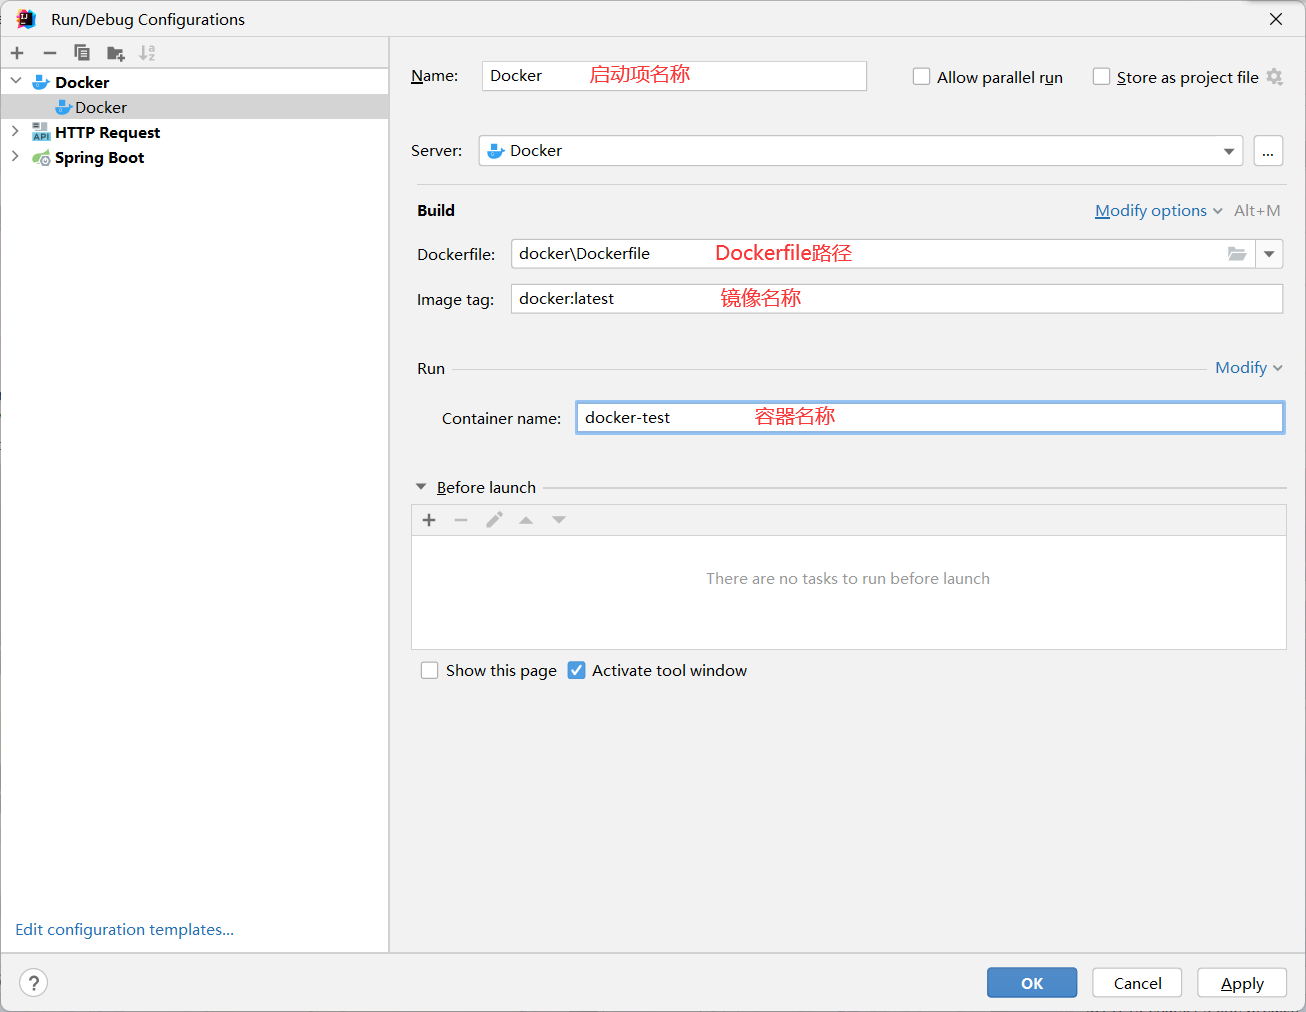 Run/Debug Configurations
Docker
Docker
HTTP Request
Spring Boot
Edit configuration templates...
Name: Docker 启动项名称
Allow parallel run
Store as project file
Server: Docker
...
Build
Modify options Alt+M
Dockerfile: docker\Dockerfile Dockerfile路径
Image tag: docker:latest 镜像名称
Run
Modify
Container name: docker-test 容器名称
Before launch
There are no tasks to run before launch
Show this page
Activate tool window
?
OK
Cancel
Apply